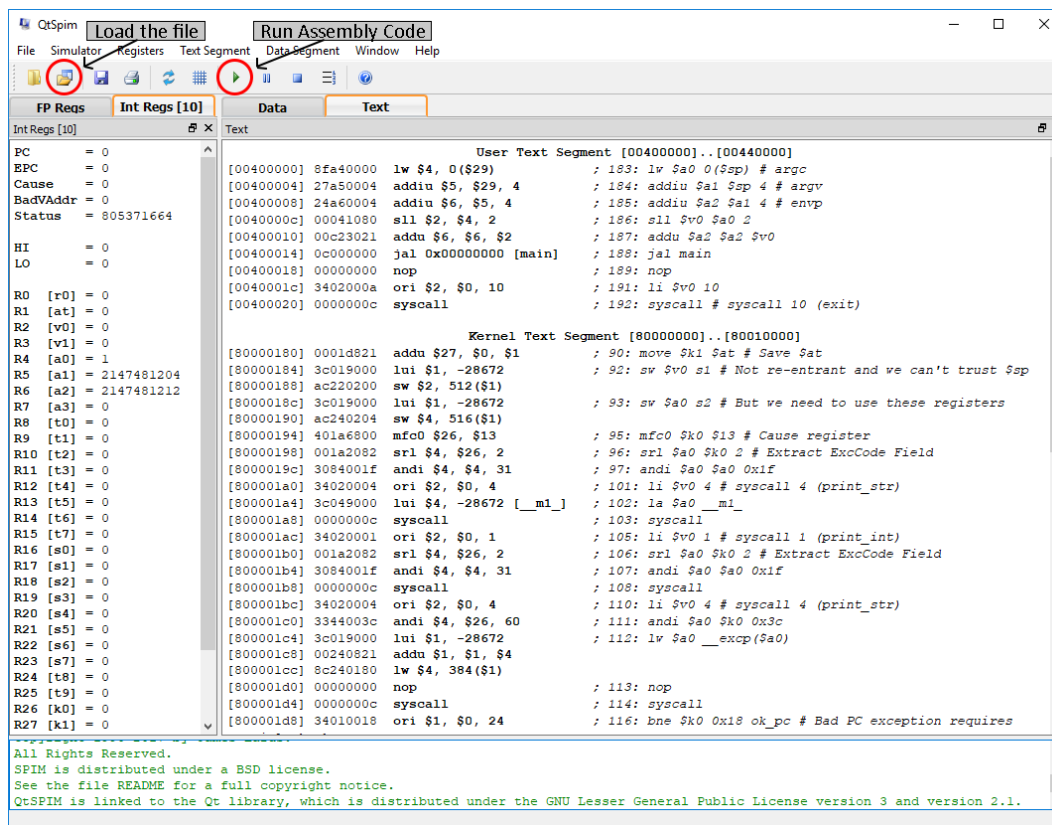 QtSpim
Load the file
Run Assembly Code
File Simulator Registers Text Segment Data Segment Window Help
FP Regs
Int Regs [10]
Data
Text
Int Regs [10]
PC = 0
EPC = 0
Cause = 0
BadVAddr = 0
Status = 805371664
HI = 0
LO = 0
R0 [r0] = 0
R1 [at] = 0
R2 [v0] = 0
R3 [v1] = 0
R4 [a0] = 1
R5 [a1] = 2147481204
R6 [a2] = 2147481212
R7 [a3] = 0
R8 [t0] = 0
R9 [t1] = 0
R10 [t2] = 0
R11 [t3] = 0
R12 [t4] = 0
R13 [t5] = 0
R14 [t6] = 0
R15 [t7] = 0
R16 [s0] = 0
R17 [s1] = 0
R18 [s2] = 0
R19 [s3] = 0
R20 [s4] = 0
R21 [s5] = 0
R22 [s6] = 0
R23 [s7] = 0
R24 [t8] = 0
R25 [t9] = 0
R26 [k0] = 0
R27 [k1] = 0
Text
User Text Segment [00400000]..[00440000]
[00400000] 8fa40000 lw $4, 0($29) ; 183: lw $a0 0($sp) # argc
[00400004] 27a50004 addiu $5, $29, 4 ; 184: addiu $a1 $sp 4 # argv
[00400008] 24a60004 addiu $6, $5, 4 ; 185: addiu $a2 $a1 4 # envp
[0040000c] 00041080 sll $2, $4, 2 ; 186: sll $v0 $a0 2
[00400010] 00c23021 addu $6, $6, $2 ; 187: addu $a2 $a2 $v0
[00400014] 0c000000 jal 0x00000000 [main] ; 188: jal main
[00400018] 00000000 nop ; 189: nop
[0040001c] 3402000a ori $2, $0, 10 ; 191: li $v0 10
[00400020] 0000000c syscall ; 192: syscall # syscall 10 (exit)
Kernel Text Segment [80000000]..[80010000]
[80000180] 0001d821 addu $27, $0, $1 ; 90: move $k1 $at # Save $at
[80000184] 3c019000 lui $1, -28672 ; 92: sw $v0 s1 # Not re-entrant and we can't trust $sp
[80000188] ac220200 sw $2, 512($1)
[8000018c] 3c019000 lui $1, -28672 ; 93: sw $a0 s2 # But we need to use these registers
[80000190] ac240204 sw $4, 516($1)
[80000194] 401a6800 mfc0 $26, $13 ; 95: mfc0 $k0 $13 # Cause register
[80000198] 001a2082 srl $4, $26, 2 ; 96: srl $a0 $k0 2 # Extract ExcCode Field
[8000019c] 3084001f andi $4, $4, 31 ; 97: andi $a0 $a0 0x1f
[800001a0] 34020004 ori $2, $0, 4 ; 101: li $v0 4 # syscall 4 (print_str)
[800001a4] 3c049000 lui $4, -28672 [__m1_] ; 102: la $a0 __m1_
[800001a8] 0000000c syscall ; 103: syscall
[800001ac] 34020001 ori $2, $0, 1 ; 105: li $v0 1 # syscall 1 (print_int)
[800001b0] 001a2082 srl $4, $26, 2 ; 106: srl $a0 $k0 2 # Extract ExcCode Field
[800001b4] 3084001f andi $4, $4, 31 ; 107: andi $a0 $a0 0x1f
[800001b8] 0000000c syscall ; 108: syscall
[800001bc] 34020004 ori $2, $0, 4 ; 110: li $v0 4 # syscall 4 (print_str)
[800001c0] 3344003c andi $4, $26, 60 ; 111: andi $a0 $k0 0x3c
[800001c4] 3c019000 lui $1, -28672 ; 112: lw $a0 __excp($a0)
[800001c8] 00240821 addu $1, $1, $4
[800001cc] 8c240180 lw $4, 384($1)
[800001d0] 00000000 nop ; 113: nop
[800001d4] 0000000c syscall ; 114: syscall
[800001d8] 34010018 ori $1, $0, 24 ; 116: bne $k0 0x18 ok_pc # Bad PC exception requires
All Rights Reserved.
SPIM is distributed under a BSD license.
See the file README for a full copyright notice.
QtSPIM is linked to the Qt library, which is distributed under the GNU Lesser General Public License version 3 and version 2.1.